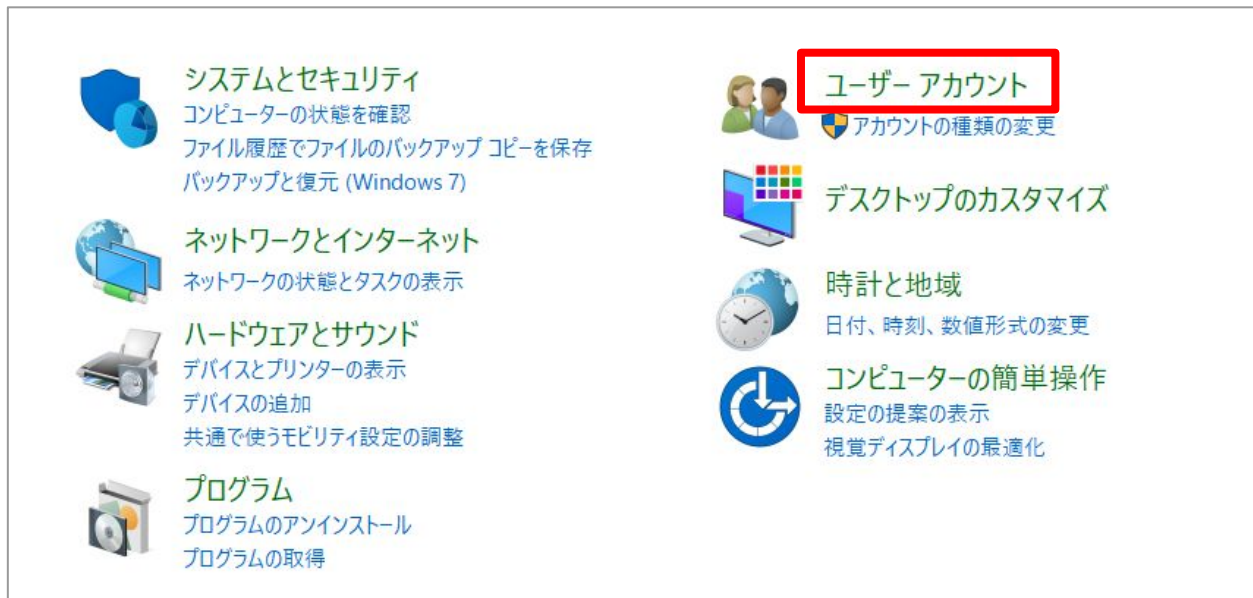 システムとセキュリティ
コンピューターの状態を確認
ファイル履歴でファイルのバックアップ コピーを保存
バックアップと復元 (Windows 7)
ネットワークとインターネット
ネットワークの状態とタスクの表示
ハードウェアとサウンド
デバイスとプリンターの表示
デバイスの追加
共通で使うモビリティ設定の調整
プログラム
プログラムのアンインストール
プログラムの取得
ユーザー アカウント
アカウントの種類の変更
デスクトップのカスタマイズ
時計と地域
日付、時刻、数値形式の変更
コンピューターの簡単操作
設定の提案の表示
視覚ディスプレイの最適化